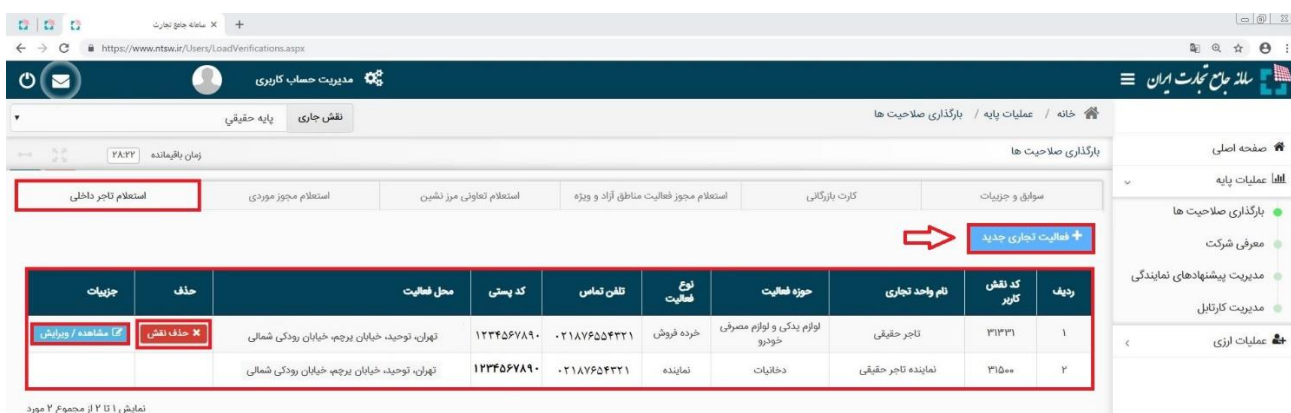 سامانه جامع تجارت
https://www.ntsw.ir/Users/LoadVerifications.aspx
سامانه جامع تجارت ایران
مدیریت حساب کاربری
خانه / عملیات پایه / بارگذاری صلاحیت ها
نقش جاری
پایه حقیقی
بارگذاری صلاحیت ها
زمان باقیمانده ۲۸:۲۲
صفحه اصلی
عملیات پایه
بارگذاری صلاحیت ها
معرفی شرکت
مدیریت پیشنهادهای نمایندگی
مدیریت کارتابل
عملیات ارزی
سوابق و جزییات
کارت بازرگانی
استعلام مجوز فعالیت مناطق آزاد و ویژه
استعلام تعاونی مرز نشین
استعلام مجوز موردی
استعلام تاجر داخلی
+ فعالیت تجاری جدید
ردیف کد نقش کاربر نام واحد تجاری حوزه فعالیت نوع فعالیت تلفن تماس کد پستی محل فعالیت حذف جزییات
۱ ۳۱۳۳۱ تاجر حقیقی لوازم یدکی و لوازم مصرفی خودرو خرده فروش ۰۲۱۸۷۶۵۵۴۳۲۱ ۱۲۳۴۵۶۷۸۹۰ تهران، توحید، خیابان پرچم، خیابان رودکی شمالی حذف نقش مشاهده / ویرایش
۲ ۳۱۵۰۰ نماینده تاجر حقیقی دخانیات نماینده ۰۲۱۸۷۶۵۴۳۲۱ ۱۲۳۴۵۶۷۸۹۰ تهران، توحید، خیابان پرچم، خیابان رودکی شمالی
نمایش ۱ تا ۲ از مجموع ۲ مورد